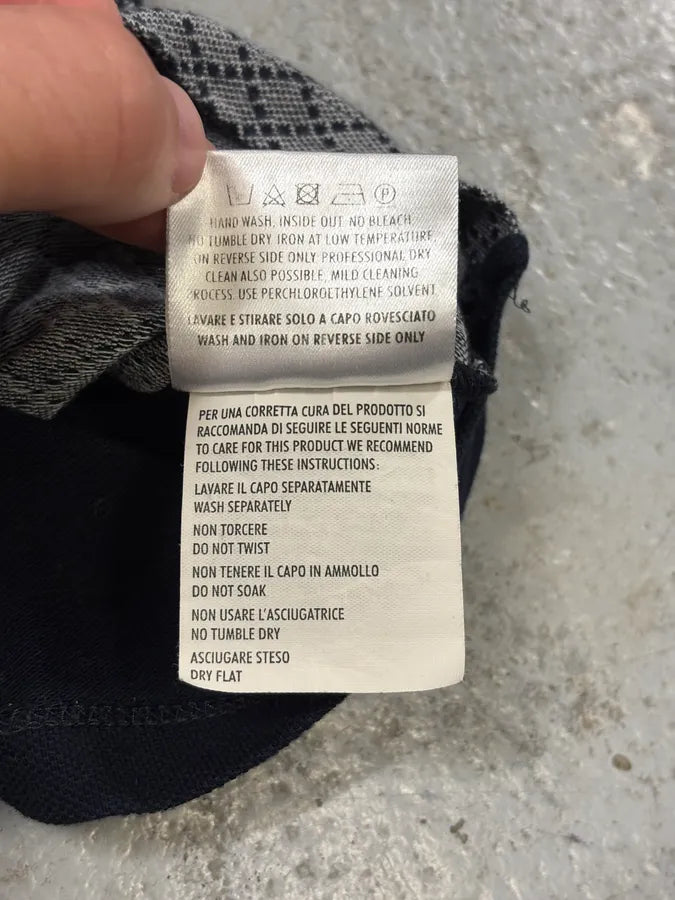 P
HAND WASH, INSIDE OUT NO BLEACH
NO TUMBLE DRY IRON AT LOW TEMPERATURE,
ON REVERSE SIDE ONLY PROFESSIONAL DRY
CLEAN ALSO POSSIBLE, MILD CLEANING
PROCESS. USE PERCHLOROETHYLENE SOLVENT
LAVARE E STIRARE SOLO A CAPO ROVESCIATO
WASH AND IRON ON REVERSE SIDE ONLY
PER UNA CORRETTA CURA DEL PRODOTTO SI
RACCOMANDA DI SEGUIRE LE SEGUENTI NORME
TO CARE FOR THIS PRODUCT WE RECOMMEND
FOLLOWING THESE INSTRUCTIONS:
LAVARE IL CAPO SEPARATAMENTE
WASH SEPARATELY
NON TORCERE
DO NOT TWIST
NON TENERE IL CAPO IN AMMOLLO
DO NOT SOAK
NON USARE L'ASCIUGATRICE
NO TUMBLE DRY
ASCIUGARE STESO
DRY FLAT